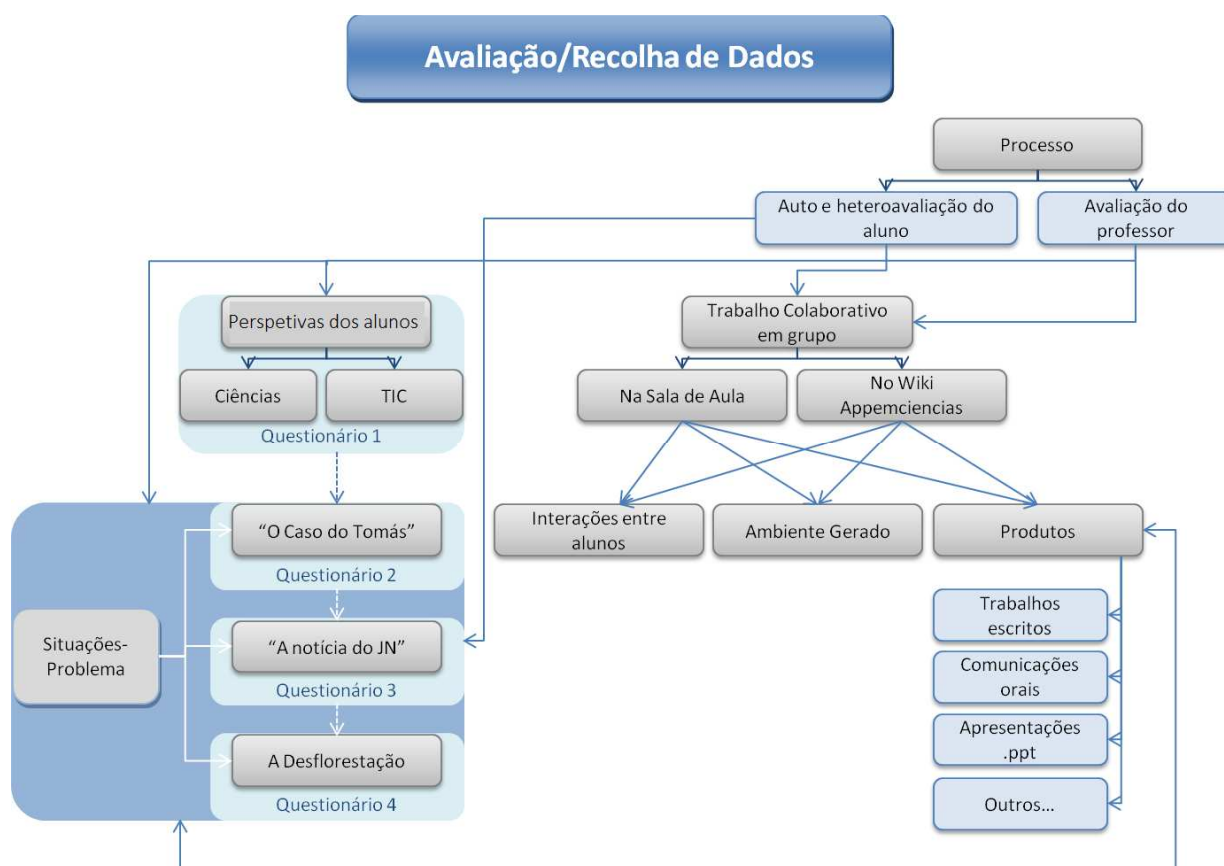 Avaliação/Recolha de Dados
Processo
Auto e heteroavaliação do
aluno
Avaliação do
professor
Perspetivas dos alunos
Ciências
TIC
Questionário 1
Trabalho Colaborativo
em grupo
Na Sala de Aula
No Wiki
Appemciencias
Interações entre
alunos
Ambiente Gerado
Produtos
Trabalhos
escritos
Comunicações
orais
Apresentações
.ppt
Outros...
Situações-
Problema
“O Caso do Tomás”
Questionário 2
“A notícia do JN”
Questionário 3
A Desflorestação
Questionário 4